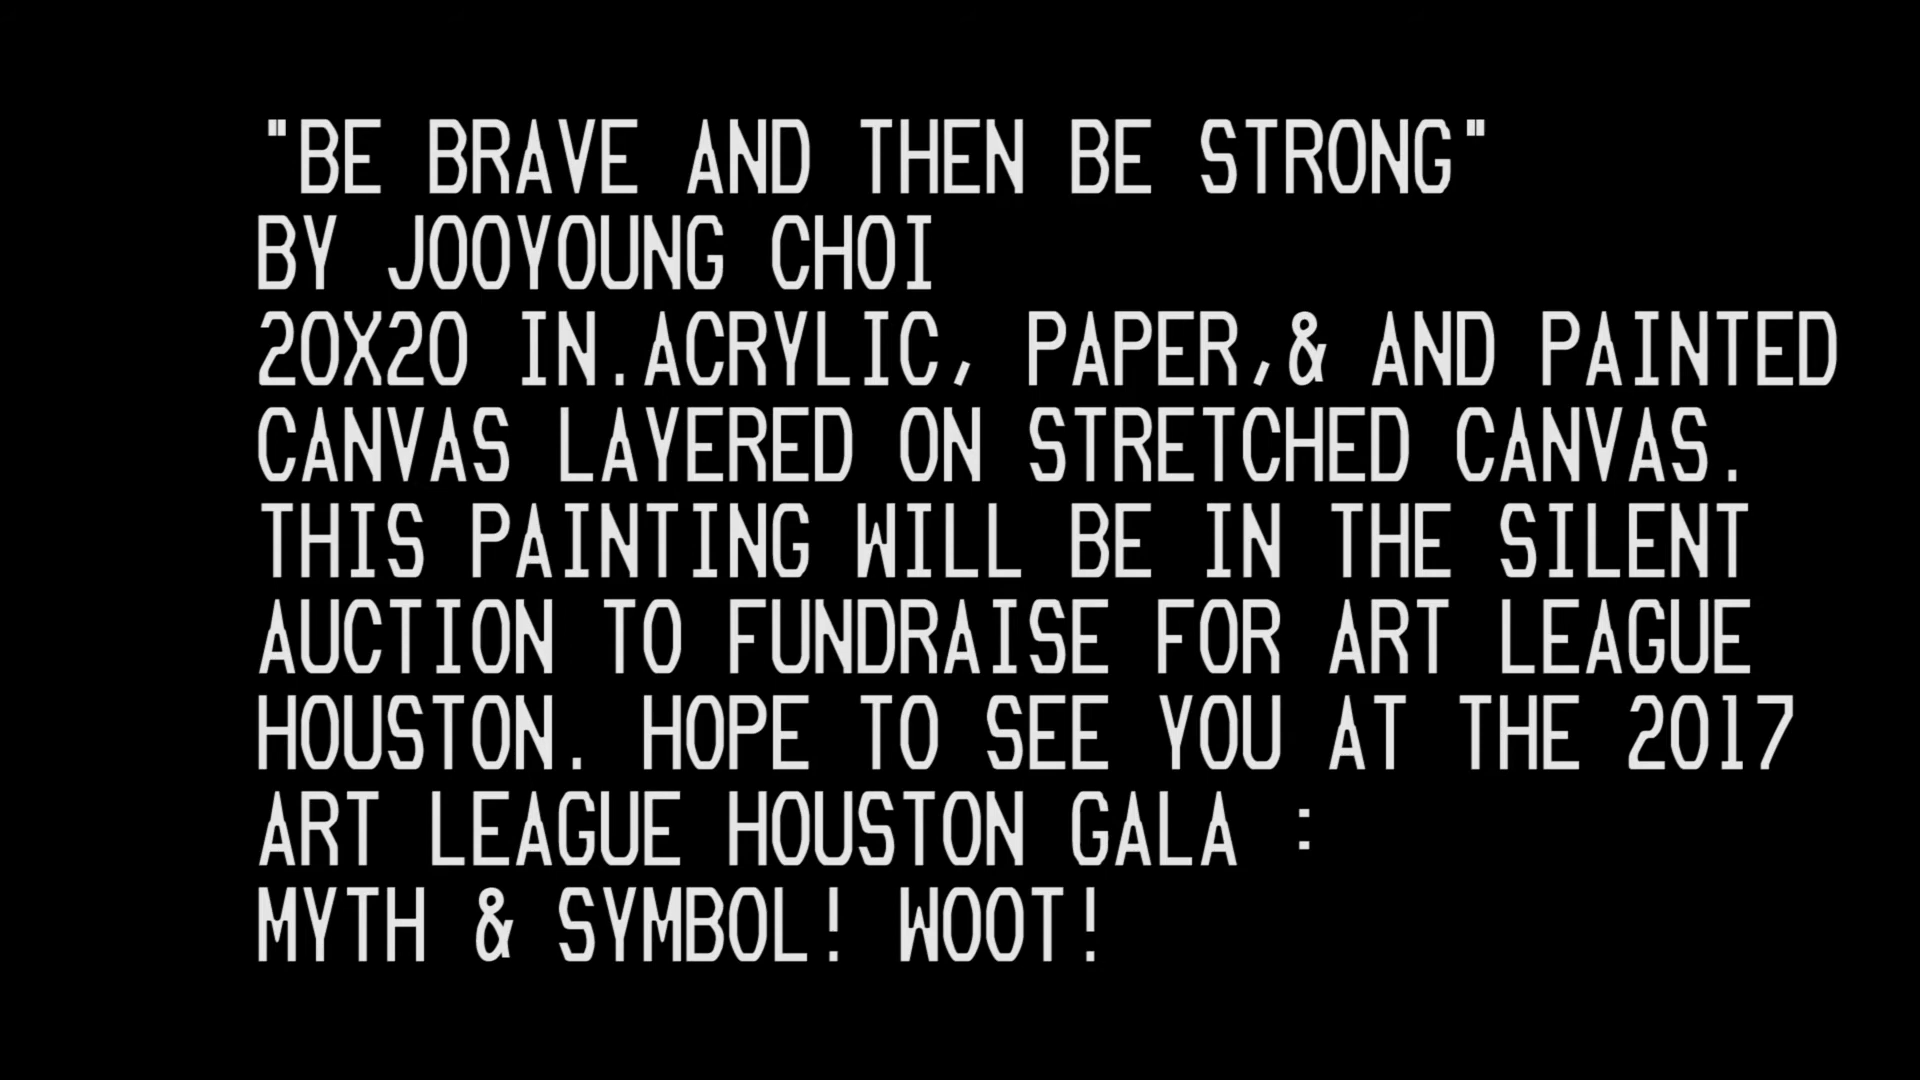 "BE BRAVE AND THEN BE STRONG"
BY JOOYOUNG CHOI
20X20 IN.ACRYLIC, PAPER,& AND PAINTED
CANVAS LAYERED ON STRETCHED CANVAS.
THIS PAINTING WILL BE IN THE SILENT
AUCTION TO FUNDRAISE FOR ART LEAGUE
HOUSTON. HOPE TO SEE YOU AT THE 2017
ART LEAGUE HOUSTON GALA :
MYTH & SYMBOL! WOOT!